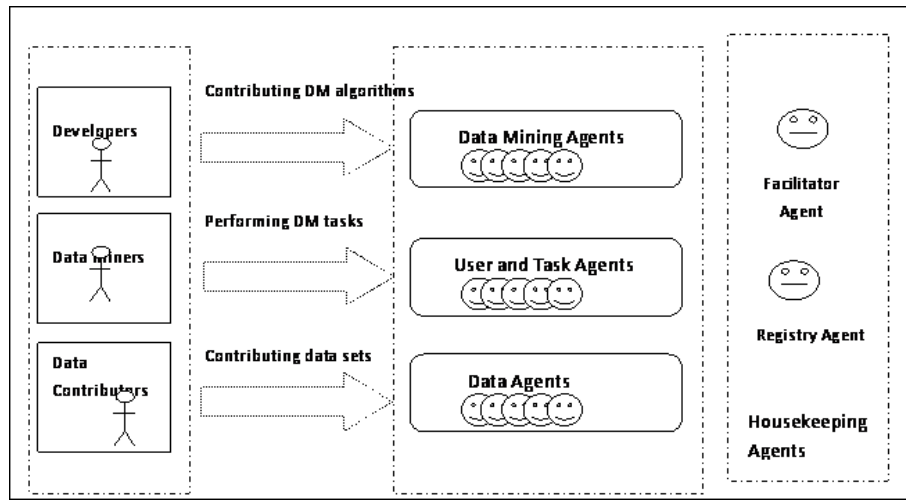 Developers
Contributing DM algorithms
Data Mining Agents
Data miners
Performing DM tasks
User and Task Agents
Data
Contributors
Contributing data sets
Data Agents
Facilitator
Agent
Registry Agent
Housekeeping
Agents